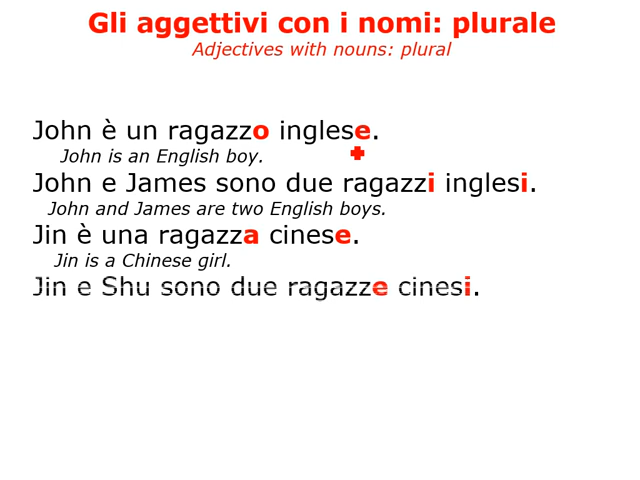 Gli aggettivi con i nomi: plurale
Adjectives with nouns: plural
John è un ragazzo inglese.
John is an English boy.
John e James sono due ragazzi inglesi.
John and James are two English boys.
Jin è una ragazza cinese.
Jin is a Chinese girl.
Jin e Shu sono due ragazze cinesi.